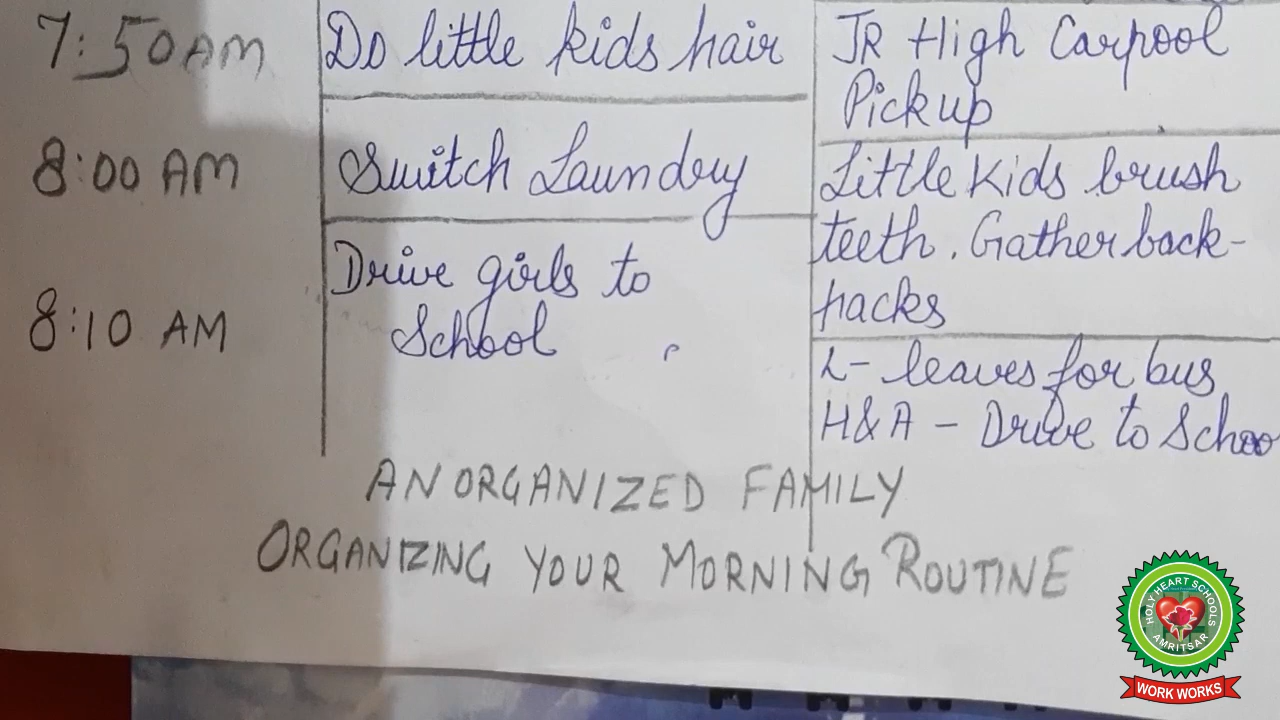 7:50 AM
Do little kids hair
JR High Carpool
Pickup
8:00 AM
Switch Laundry
Little Kids brush
teeth. Gather back-
packs
8:10 AM
Drive girls to
School
L- leaves for bus
H&A - Drive to Schoo
AN ORGANIZED FAMILY
ORGANIZING YOUR MORNING ROUTINE
HOLY HEART SCHOOLS
AMRITSAR
WORK WORKS